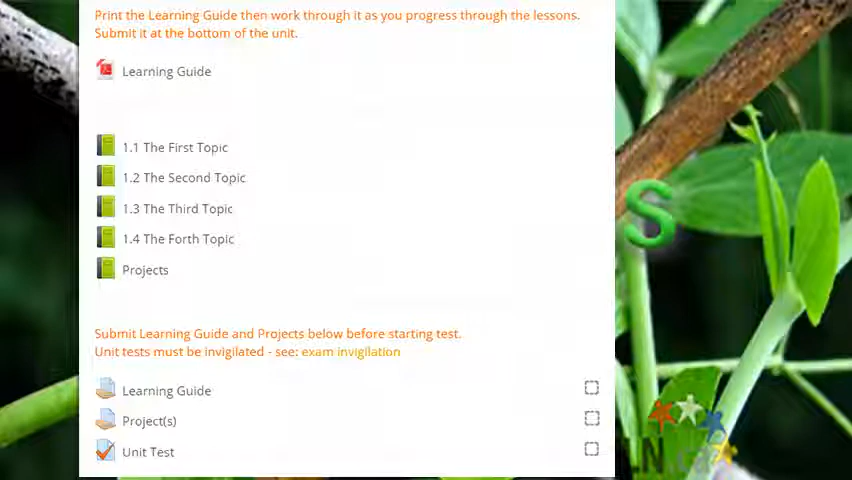 Print the Learning Guide then work through it as you progress through the lessons.
Submit it at the bottom of the unit.
Learning Guide
1.1 The First Topic
1.2 The Second Topic
1.3 The Third Topic
1.4 The Forth Topic
Projects
S
Submit Learning Guide and Projects below before starting test.
Unit tests must be invigilated - see: exam invigilation
Learning Guide
Project(s)
Unit Test